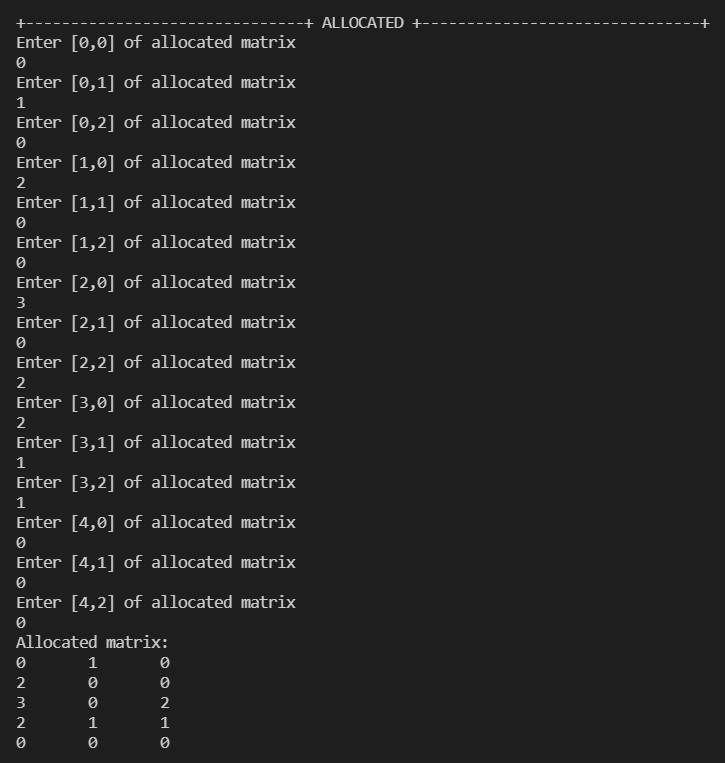 +-------------------------------+ ALLOCATED +-------------------------------+
Enter [0,0] of allocated matrix
0
Enter [0,1] of allocated matrix
1
Enter [0,2] of allocated matrix
0
Enter [1,0] of allocated matrix
2
Enter [1,1] of allocated matrix
0
Enter [1,2] of allocated matrix
0
Enter [2,0] of allocated matrix
3
Enter [2,1] of allocated matrix
0
Enter [2,2] of allocated matrix
2
Enter [3,0] of allocated matrix
2
Enter [3,1] of allocated matrix
1
Enter [3,2] of allocated matrix
1
Enter [4,0] of allocated matrix
0
Enter [4,1] of allocated matrix
0
Enter [4,2] of allocated matrix
0
Allocated matrix:
0       1       0
2       0       0
3       0       2
2       1       1
0       0       0